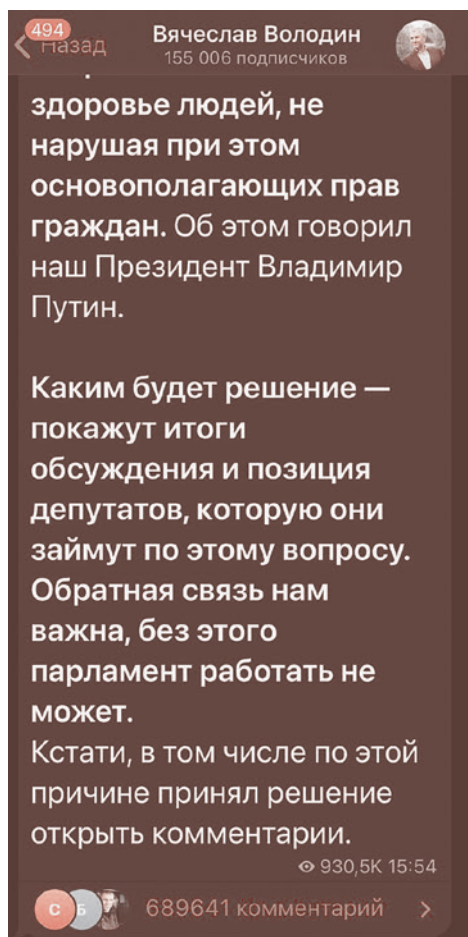 494
Назад
Вячеслав Володин
155 006 подписчиков
здоровье людей, не
нарушая при этом
основополагающих прав
граждан. Об этом говорил
наш Президент Владимир
Путин.
Каким будет решение —
покажут итоги
обсуждения и позиция
депутатов, которую они
займут по этому вопросу.
Обратная связь нам
важна, без этого
парламент работать не
может.
Кстати, в том числе по этой
причине принял решение
открыть комментарии.
930,5K 15:54
С Б 689641 комментарий